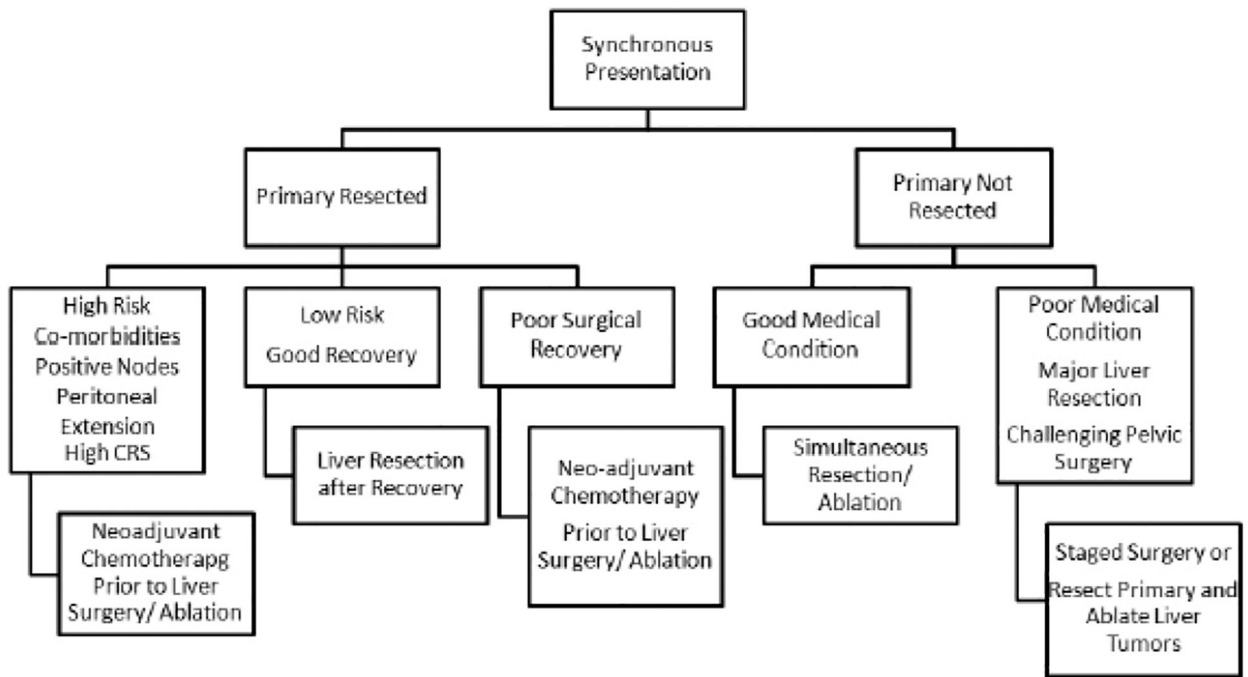 Synchronous
Presentation
Primary Resected
Primary Not
Resected
High Risk
Co-morbidities
Positive Nodes
Peritoneal
Extension
High CRS
Low Risk
Good Recovery
Poor Surgical
Recovery
Good Medical
Condition
Poor Medical
Condition
Major Liver
Resection
Challenging Pelvic
Surgery
Neoadjuvant
Chemotherapg
Prior to Liver
Surgery/ Ablation
Liver Resection
after Recovery
Neo-adjuvant
Chemotherapy
Prior to Liver
Surgery/ Ablation
Simultaneous
Resection/
Ablation
Staged Surgery or
Resect Primary and
Ablate Liver
Tumors